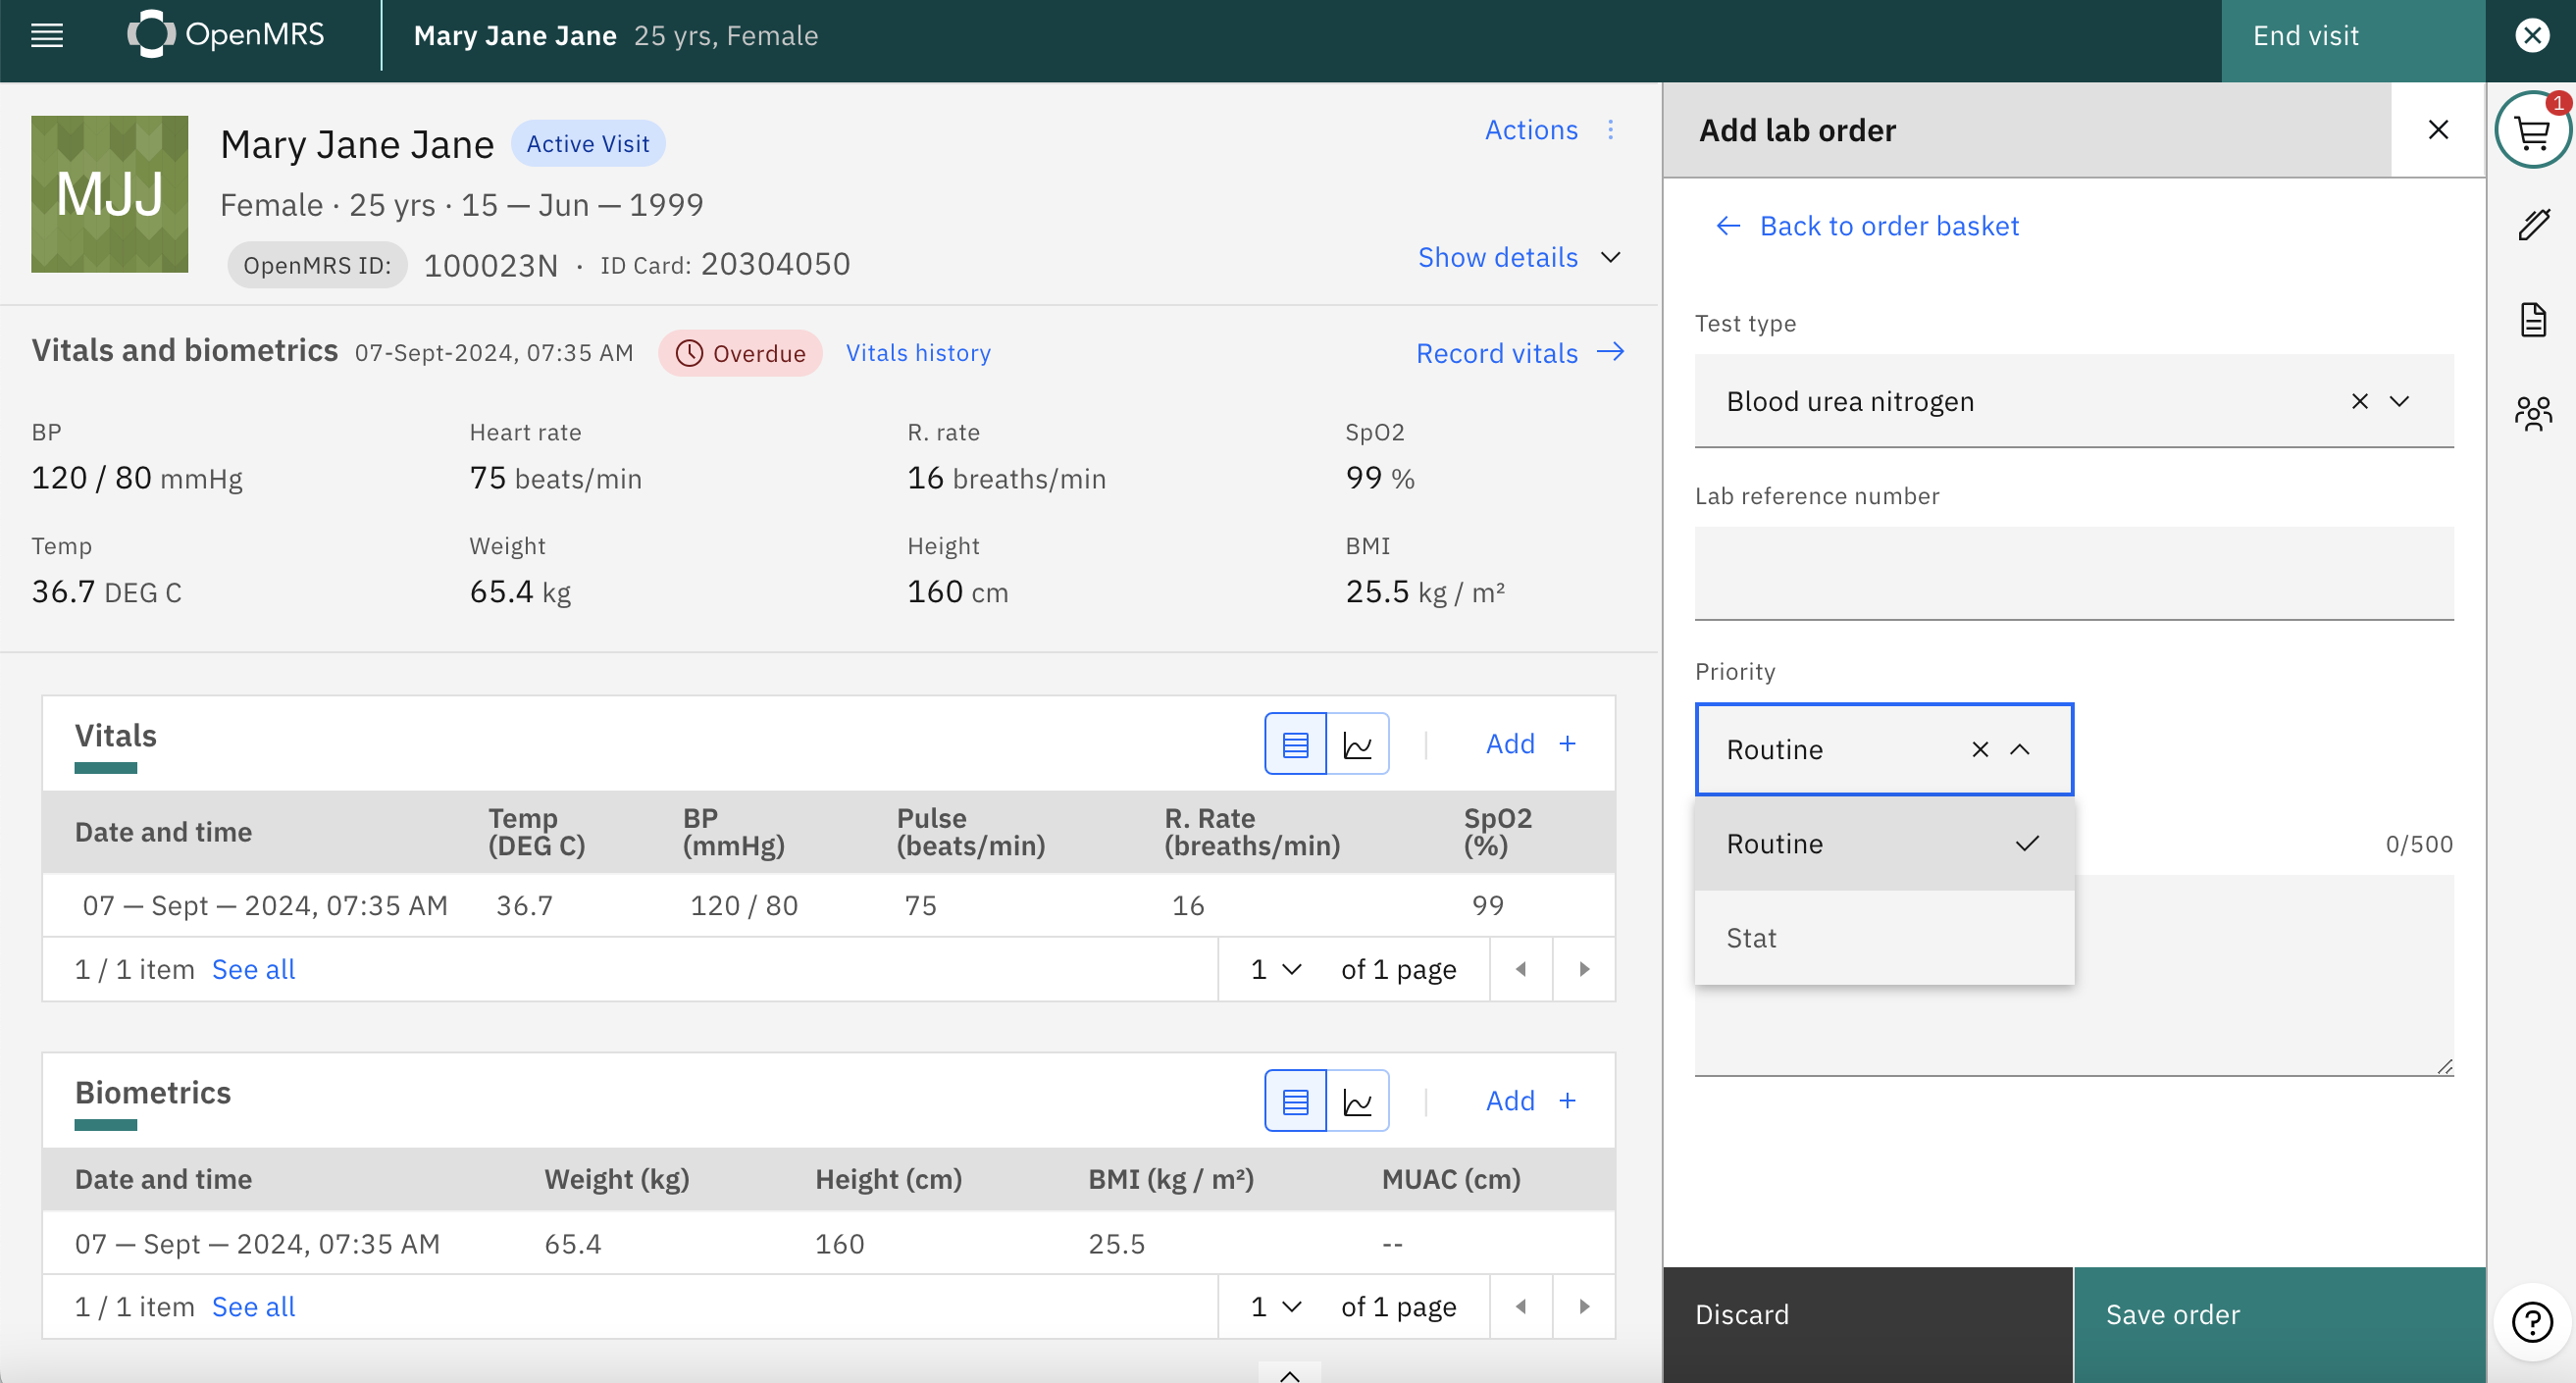 OpenMRS
Mary Jane Jane 25 yrs, Female
End visit
MJJ
Mary Jane Jane Active Visit
Female · 25 yrs · 15 — Jun — 1999
OpenMRS ID: 100023N · ID Card: 20304050
Actions
Show details
Vitals and biometrics 07-Sept-2024, 07:35 AM Overdue Vitals history
Record vitals
BP Heart rate R. rate SpO2
120 / 80 mmHg 75 beats/min 16 breaths/min 99 %
Temp Weight Height BMI
36.7 DEG C 65.4 kg 160 cm 25.5 kg / m²
Vitals
Add +
Date and time Temp (DEG C) BP (mmHg) Pulse (beats/min) R. Rate (breaths/min) SpO2 (%)
07 — Sept — 2024, 07:35 AM 36.7 120 / 80 75 16 99
1 / 1 item See all 1 of 1 page
Biometrics
Add +
Date and time Weight (kg) Height (cm) BMI (kg / m²) MUAC (cm)
07 — Sept — 2024, 07:35 AM 65.4 160 25.5 --
1 / 1 item See all 1 of 1 page
Add lab order
Back to order basket
Test type
Blood urea nitrogen
Lab reference number
Priority
Routine
Routine
Stat
0/500
Discard
Save order
1
?